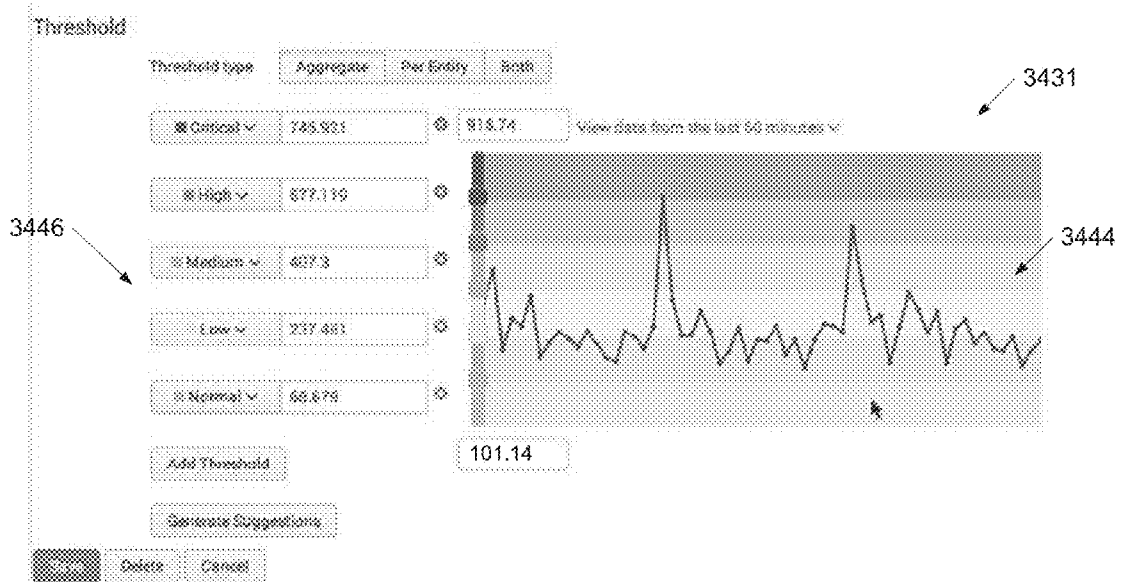 Threshold
Threshold type Aggregate Per Entity Both
3431
Critical 745.921 918.74 View data from the last 60 minutes
High 577.119
3446
3444
Medium 407.3
Low 237.481
Normal 68.679
Add Threshold 101.14
Generate Suggestions
Save Delete Cancel